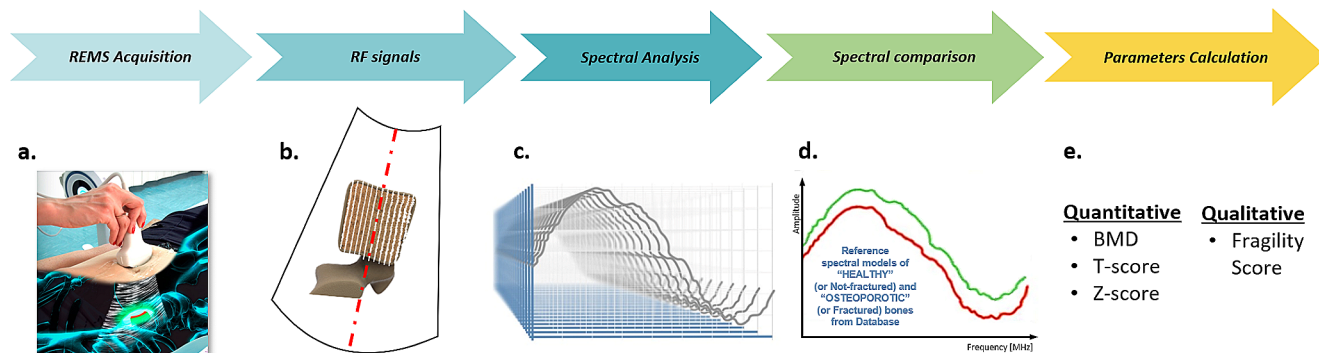 REMS Acquisition
RF signals
Spectral Analysis
Spectral comparison
Parameters Calculation
a.
b.
c.
d.
e.
Amplitude
Reference
spectral models of
“HEALTHY”
(or Not-fractured) and
“OSTEOPOROTIC”
(or Fractured) bones
from Database
Frequency [MHz]
Quantitative
• BMD
• T-score
• Z-score
Qualitative
• Fragility
Score